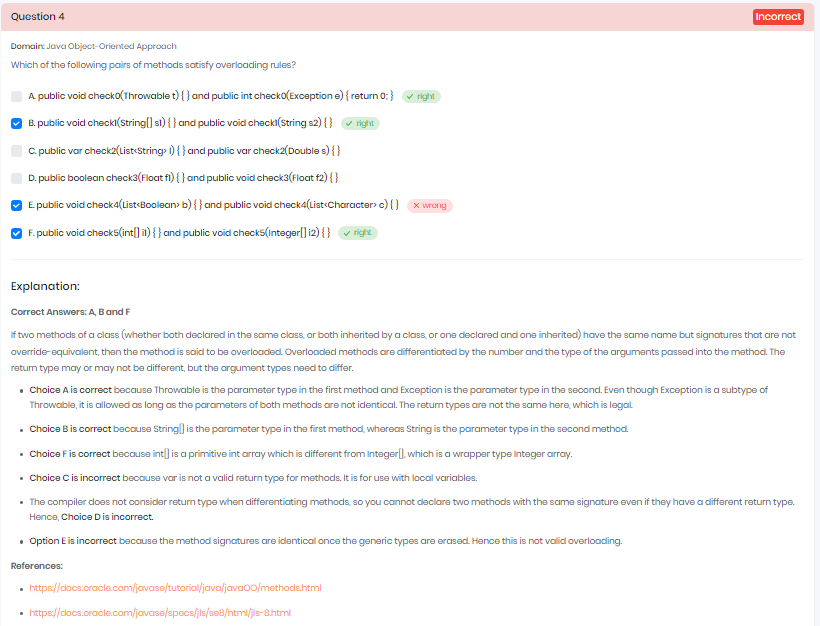 Question 4
Incorrect
Domain: Java Object-Oriented Approach
Which of the following pairs of methods satisfy overloading rules?
A. public void check0(Throwable t) { } and public int check0(Exception e) { return 0; }
right
B. public void check1(String[] s1) { } and public void check1(String s2) { }
right
C. public var check2(List<String> l) { } and public var check2(Double s) { }
D. public boolean check3(Float f1) { } and public void check3(Float f2) { }
E. public void check4(List<Boolean> b) { } and public void check4(List<Character> c) { }
wrong
F. public void check5(int[] i1) { } and public void check5(Integer[] i2) { }
right
Explanation:
Correct Answers: A, B and F
If two methods of a class (whether both declared in the same class, or both inherited by a class, or one declared and one inherited) have the same name but signatures that are not
override-equivalent, then the method is said to be overloaded. Overloaded methods are differentiated by the number and the type of the arguments passed into the method. The
return type may or may not be different, but the argument types need to differ.
Choice A is correct because Throwable is the parameter type in the first method and Exception is the parameter type in the second. Even though Exception is a subtype of
Throwable, it is allowed as long as the parameters of both methods are not identical. The return types are not the same here, which is legal.
Choice B is correct because String[] is the parameter type in the first method, whereas String is the parameter type in the second method.
Choice F is correct because int[] is a primitive int array which is different from Integer[], which is a wrapper type Integer array.
Choice C is incorrect because var is not a valid return type for methods. It is for use with local variables.
The compiler does not consider return type when differentiating methods, so you cannot declare two methods with the same signature even if they have a different return type.
Hence, Choice D is incorrect.
Option E is incorrect because the method signatures are identical once the generic types are erased. Hence this is not valid overloading.
References:
https://docs.oracle.com/javase/tutorial/java/javaOO/methods.html
https://docs.oracle.com/javase/specs/jls/se8/html/jls-8.html